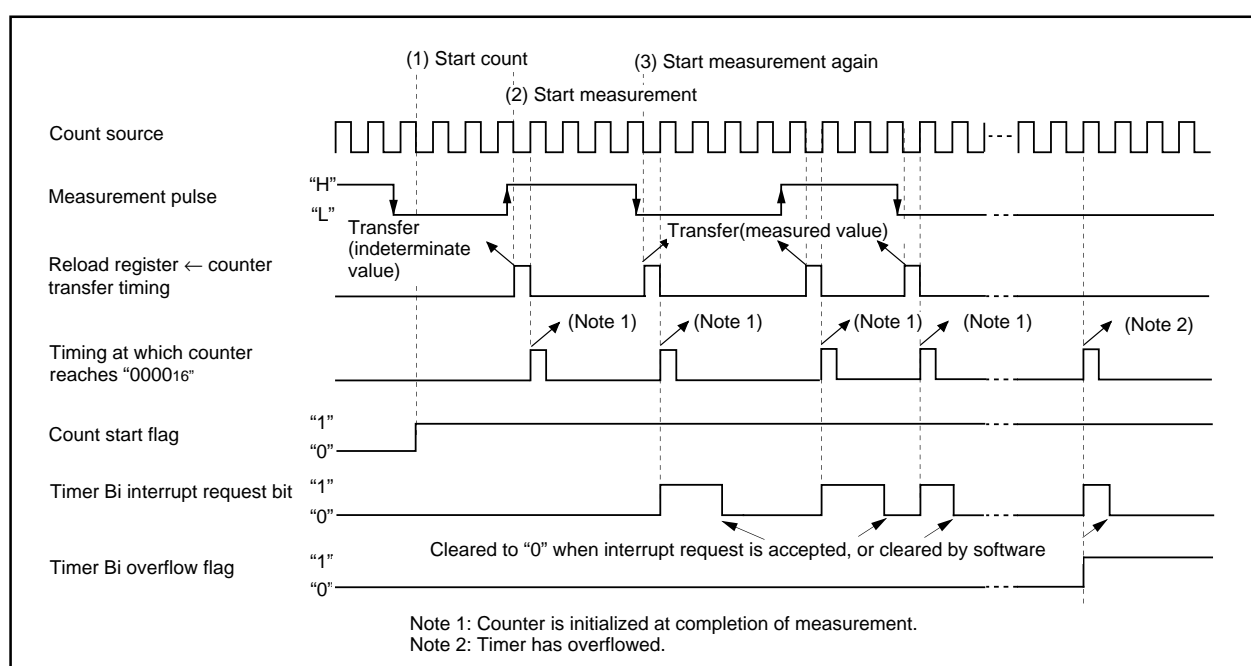 (1) Start count
(3) Start measurement again
(2) Start measurement
Count source
Measurement pulse
“H”
“L”
Transfer
(indeterminate
value)
Transfer(measured value)
Reload register ← counter
transfer timing
(Note 1)
(Note 1)
(Note 1)
(Note 1)
(Note 2)
Timing at which counter
reaches “000016”
Count start flag
“1”
“0”
Timer Bi interrupt request bit
“1”
“0”
Cleared to “0” when interrupt request is accepted, or cleared by software
Timer Bi overflow flag
“1”
“0”
Note 1: Counter is initialized at completion of measurement.
Note 2: Timer has overflowed.